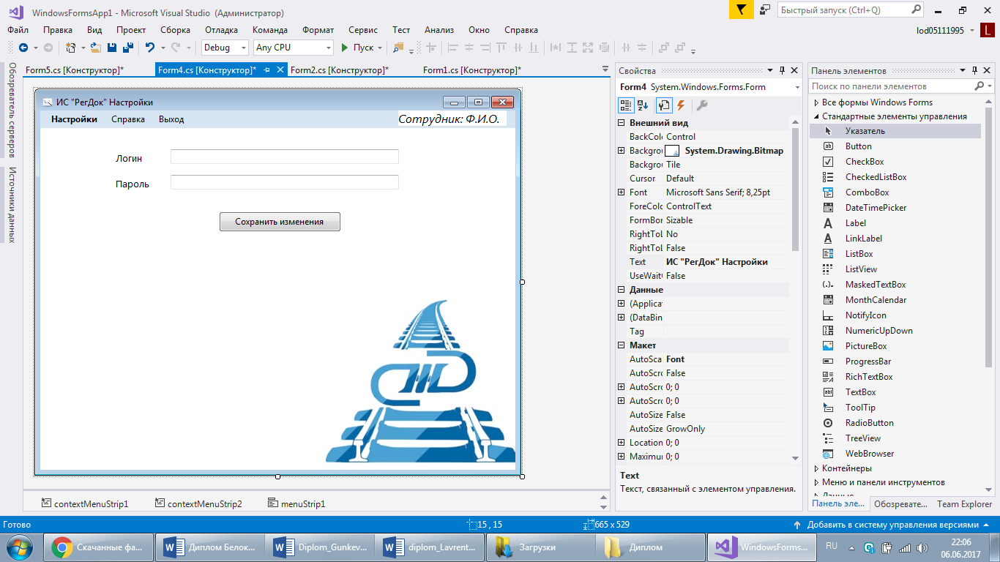 WindowsFormsApp1 - Microsoft Visual Studio (Администратор)
Быстрый запуск (Ctrl+Q)
Файл Правка Вид Проект Сборка Отладка Команда Формат Сервис Тест Анализ Окно Справка
lod05111995 L
Debug Any CPU Пуск
Обозреватель серверов
Источники данных
Form5.cs [Конструктор]* Form4.cs [Конструктор]* Form2.cs [Конструктор]* Form1.cs [Конструктор]*
ИС "РегДок" Настройки
Настройки Справка Выход
Сотрудник: Ф.И.О.
Логин
Пароль
Сохранить изменения
contextMenuStrip1 contextMenuStrip2 menuStrip1
Свойства
Form4 System.Windows.Forms.Form
Внешний вид
BackColo Control
Backgrou System.Drawing.Bitmap
Backgrou Tile
Cursor Default
Font Microsoft Sans Serif; 8,25pt
ForeColo ControlText
FormBor Sizable
RightToL No
RightToL False
Text ИС "РегДок" Настройки
UseWait False
Данные
(Applicat
(DataBin
Tag
Макет
AutoScal Font
AutoScro False
AutoScro 0; 0
AutoScro 0; 0
AutoSize False
AutoSize GrowOnly
Location 0; 0
Maximur 0; 0
Text
Текст, связанный с элементом управления.
Панель элементов
Поиск по панели элементов
Все формы Windows Forms
Стандартные элементы управления
Указатель
Button
CheckBox
CheckedListBox
ComboBox
DateTimePicker
Label
LinkLabel
ListBox
ListView
MaskedTextBox
MonthCalendar
NotifyIcon
NumericUpDown
PictureBox
ProgressBar
RichTextBox
TextBox
ToolTip
RadioButton
TreeView
WebBrowser
Контейнеры
Меню и панели инструментов
Данные
Панель эле... Обозревате... Team Explorer
Готово 15 , 15 665 x 529 Добавить в систему управления версиями
Скачанные фа... Диплом Белок... Diplom_Gunkev... diplom_Lavrent... Загрузки Диплом WindowsForms...
RU 22:06
06.06.2017